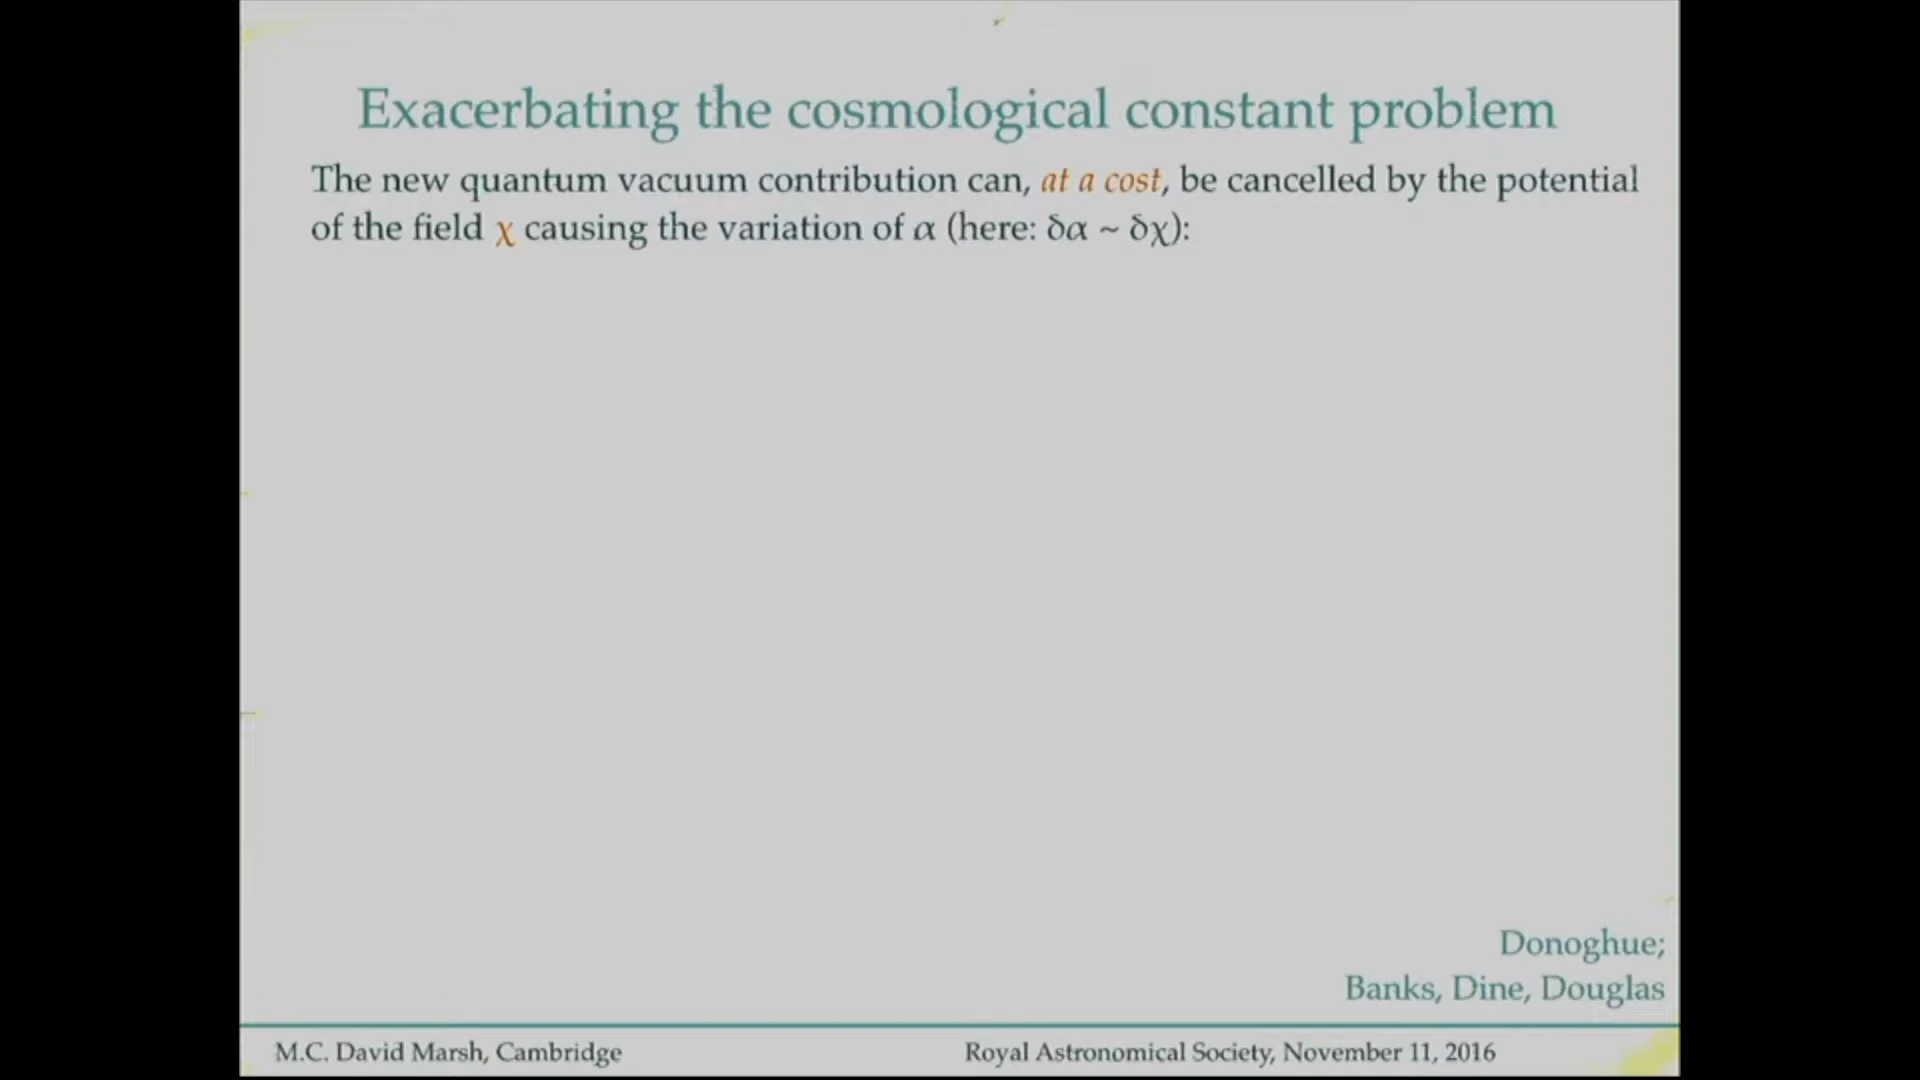 Exacerbating the cosmological constant problem
The new quantum vacuum contribution can, at a cost, be cancelled by the potential
of the field χ causing the variation of α (here: δα ~ δχ):
Donoghue;
Banks, Dine, Douglas
M.C. David Marsh, Cambridge
Royal Astronomical Society, November 11, 2016